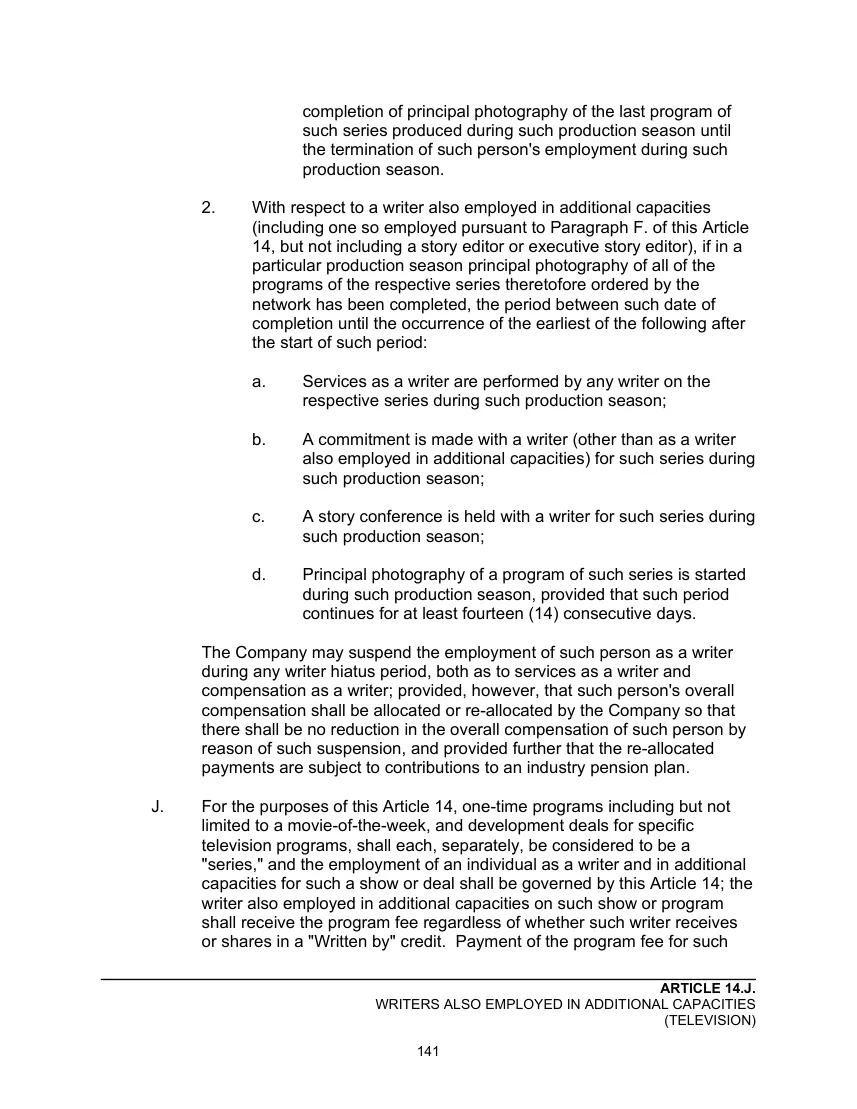 completion of principal photography of the last program of
such series produced during such production season until
the termination of such person's employment during such
production season.
2. With respect to a writer also employed in additional capacities
(including one so employed pursuant to Paragraph F. of this Article
14, but not including a story editor or executive story editor), if in a
particular production season principal photography of all of the
programs of the respective series theretofore ordered by the
network has been completed, the period between such date of
completion until the occurrence of the earliest of the following after
the start of such period:
a. Services as a writer are performed by any writer on the
respective series during such production season;
b. A commitment is made with a writer (other than as a writer
also employed in additional capacities) for such series during
such production season;
c. A story conference is held with a writer for such series during
such production season;
d. Principal photography of a program of such series is started
during such production season, provided that such period
continues for at least fourteen (14) consecutive days.
The Company may suspend the employment of such person as a writer
during any writer hiatus period, both as to services as a writer and
compensation as a writer; provided, however, that such person's overall
compensation shall be allocated or re-allocated by the Company so that
there shall be no reduction in the overall compensation of such person by
reason of such suspension, and provided further that the re-allocated
payments are subject to contributions to an industry pension plan.
J. For the purposes of this Article 14, one-time programs including but not
limited to a movie-of-the-week, and development deals for specific
television programs, shall each, separately, be considered to be a
"series," and the employment of an individual as a writer and in additional
capacities for such a show or deal shall be governed by this Article 14; the
writer also employed in additional capacities on such show or program
shall receive the program fee regardless of whether such writer receives
or shares in a "Written by" credit.  Payment of the program fee for such
ARTICLE 14.J.
WRITERS ALSO EMPLOYED IN ADDITIONAL CAPACITIES
(TELEVISION)
141